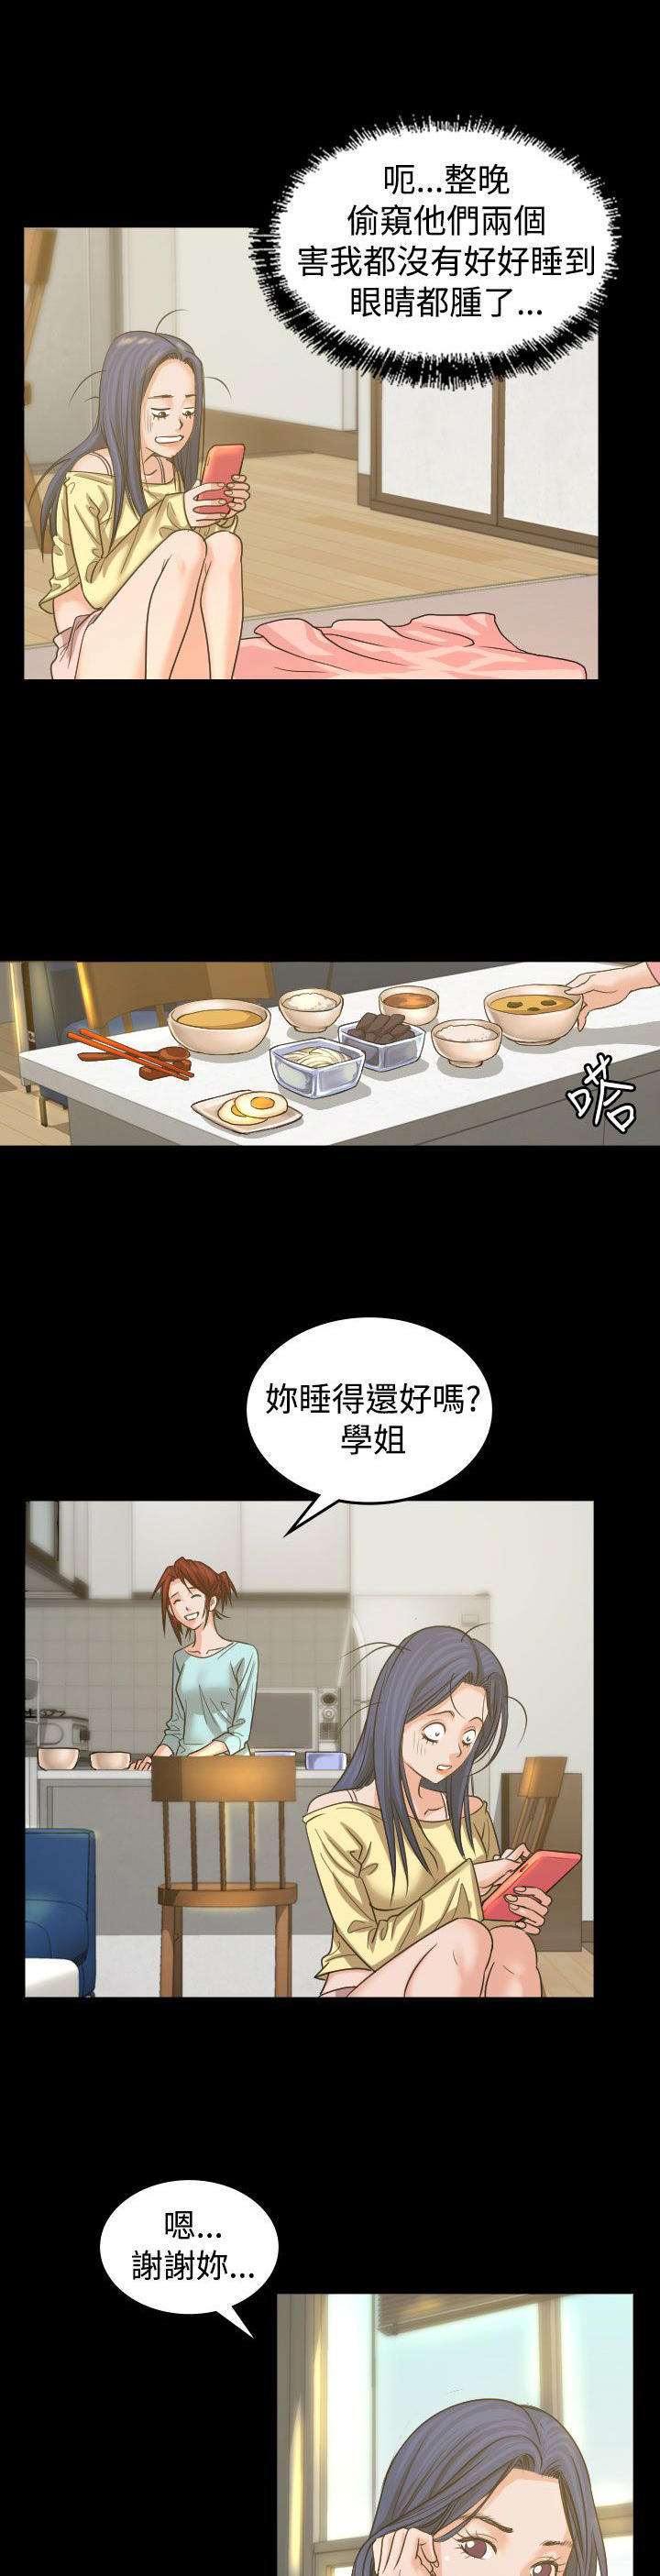 呃...整晚
偷窺他們兩個
害我都沒有好好睡到
眼睛都腫了...
嗒
妳睡得還好嗎?
學姐
嗯...
謝謝妳...